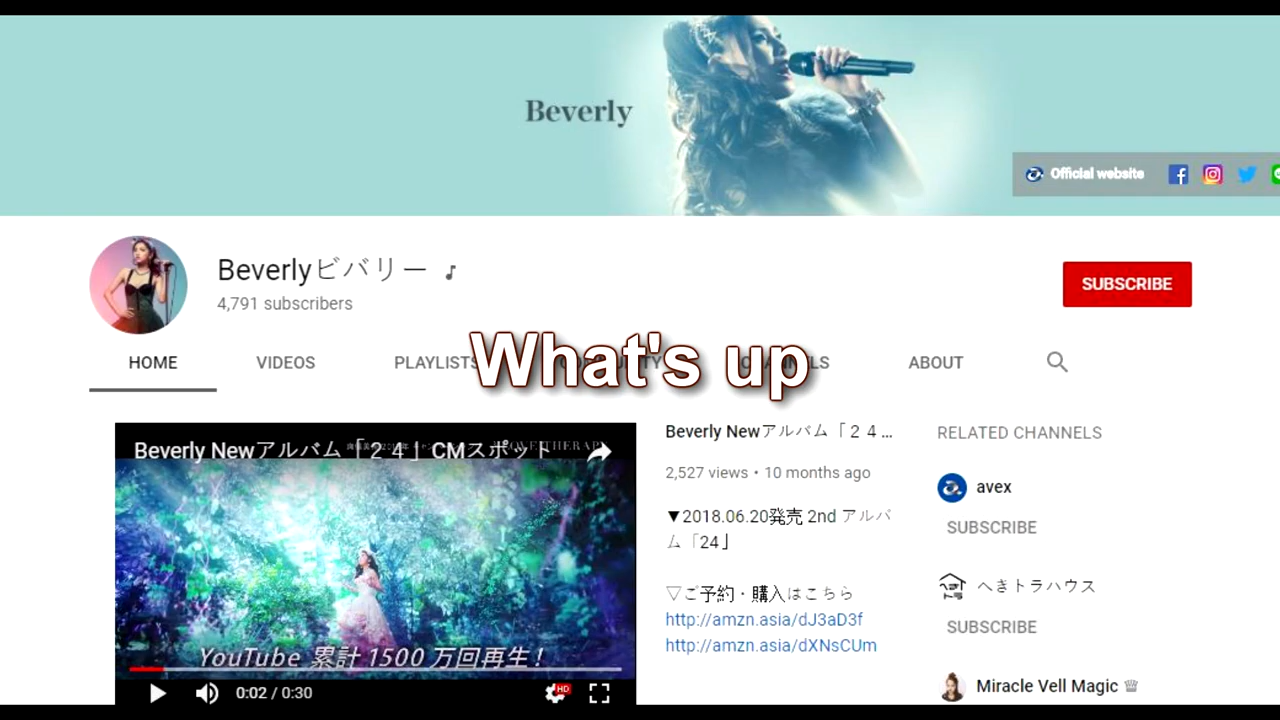 Beverly
Official website
Beverlyビバリー
4,791 subscribers
SUBSCRIBE
What's up
HOME
VIDEOS
PLAYLISTS
ABOUT
Beverly Newアルバム「２４」CMスポット
YouTube 累計 1500 万回再生！
0:02 / 0:30
Beverly Newアルバム「２４...
2,527 views • 10 months ago
▼2018.06.20発売 2nd アルバ
ム「24」
▽ご予約・購入はこちら
http://amzn.asia/dJ3aD3f
http://amzn.asia/dXNsCUm
RELATED CHANNELS
avex
SUBSCRIBE
へきトラハウス
SUBSCRIBE
Miracle Vell Magic